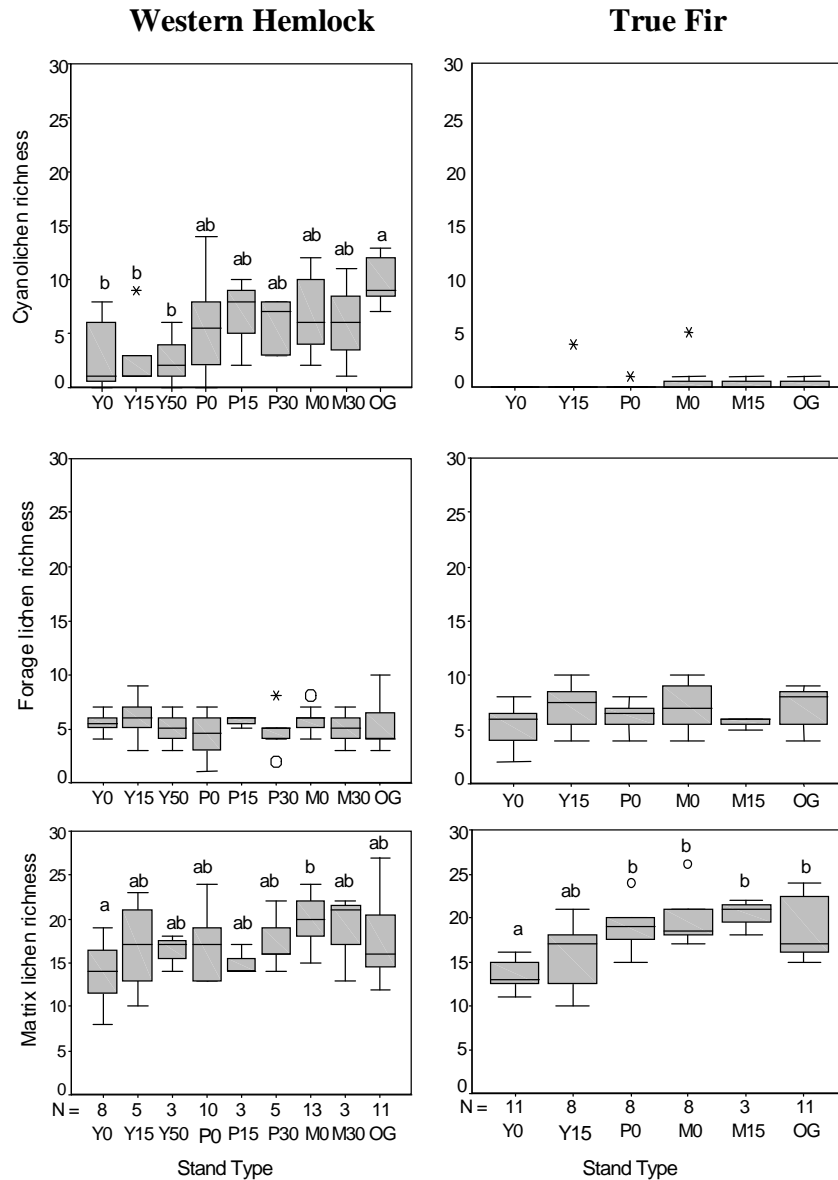 Western Hemlock
True Fir
Cyanolichen richness
30
25
20
15
10
5
0
b b b ab ab ab ab ab a
Y0 Y15 Y50 P0 P15 P30 M0 M30 OG
30
25
20
15
10
5
0
Y0 Y15 P0 M0 M15 OG
Forage lichen richness
30
25
20
15
10
5
0
Y0 Y15 Y50 P0 P15 P30 M0 M30 OG
30
25
20
15
10
5
0
Y0 Y15 P0 M0 M15 OG
Matrix lichen richness
30
25
20
15
10
5
0
a ab ab ab ab ab b ab ab
N = 8 5 3 10 3 5 13 3 11
Y0 Y15 Y50 P0 P15 P30 M0 M30 OG
Stand Type
30
25
20
15
10
5
0
a ab b b b b
N = 11 8 8 8 3 11
Y0 Y15 P0 M0 M15 OG
Stand Type